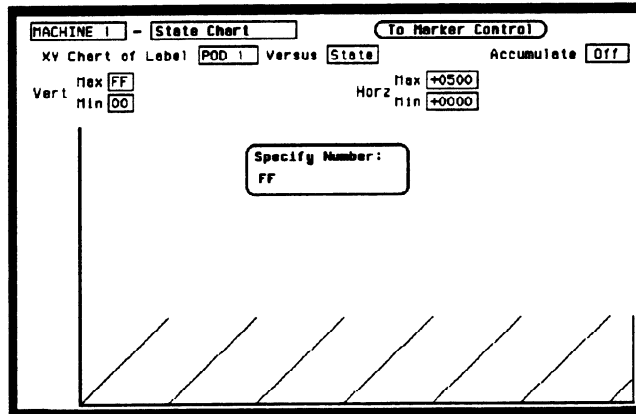 MACHINE 1 - State Chart To Marker Control
XY Chart of Label POD 1 Versus State Accumulate Off
Vert Max FF Horz Max +0500
Min 00 Min +0000
Specify Number:
FF